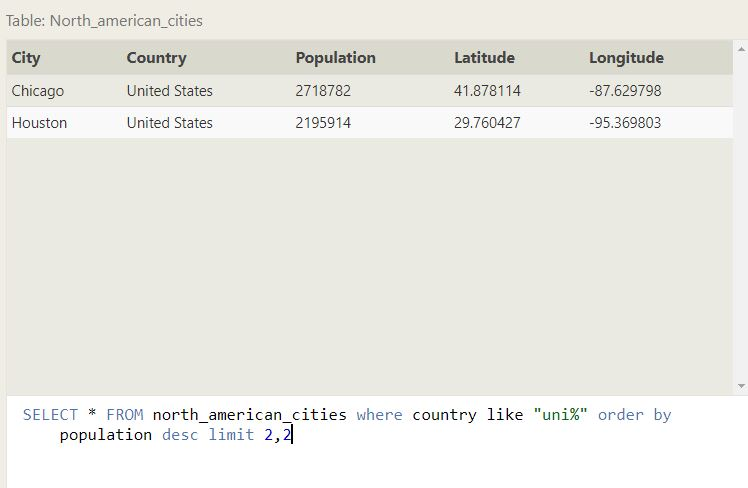 Table: North_american_cities
City Country Population Latitude Longitude
Chicago United States 2718782 41.878114 -87.629798
Houston United States 2195914 29.760427 -95.369803
SELECT * FROM north_american_cities where country like "uni%" order by
population desc limit 2,2